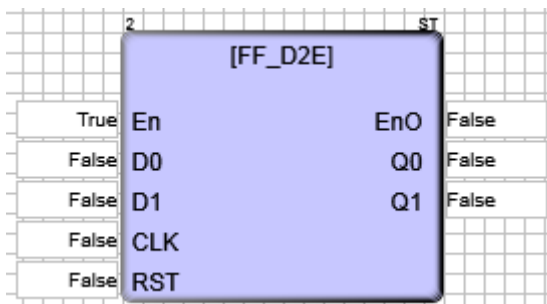 2 ST
[FF_D2E]
True En EnO False
False D0 Q0 False
False D1 Q1 False
False CLK
False RST